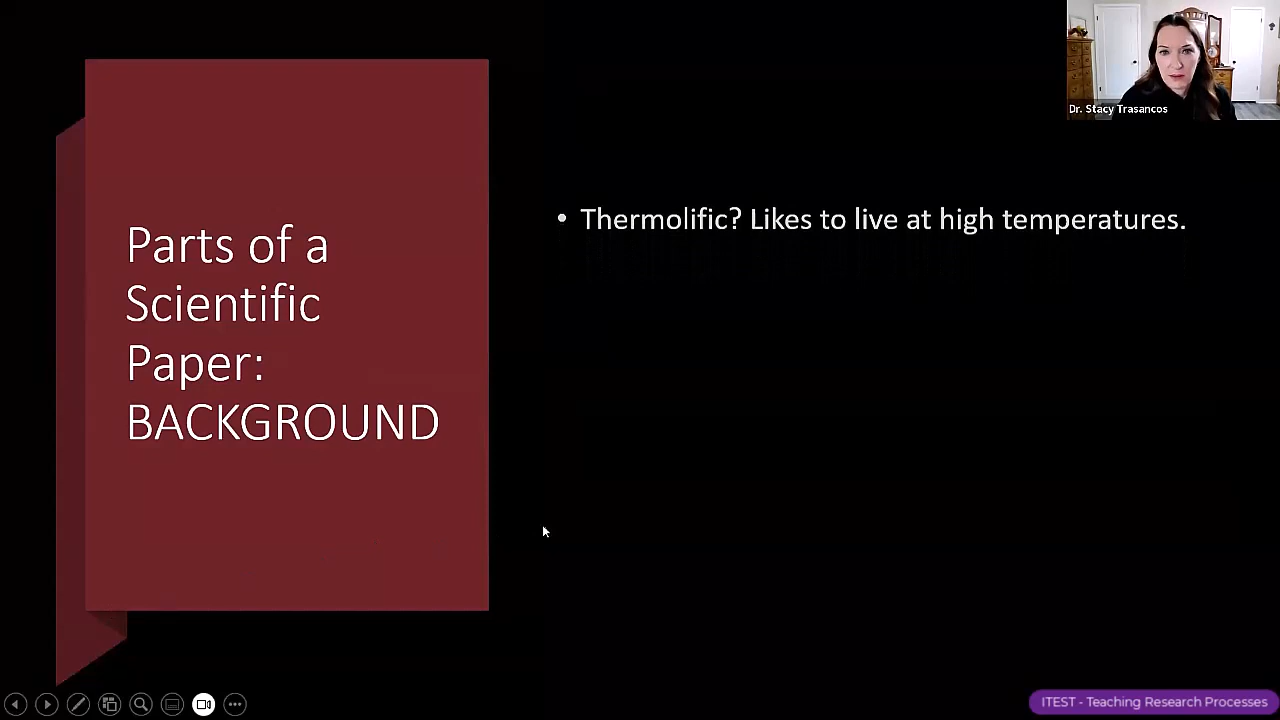 Dr. Stacy Trasancos
Parts of a
Scientific
Paper:
BACKGROUND
• Thermolific? Likes to live at high temperatures.
ITEST - Teaching Research Processes